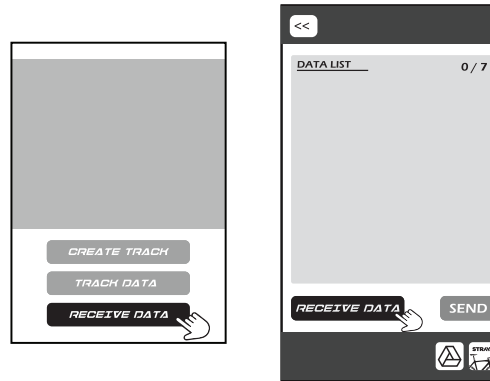 CREATE TRACK
TRACK DATA
RECEIVE DATA
<<
DATA LIST
0 / 7
RECEIVE DATA
SEND